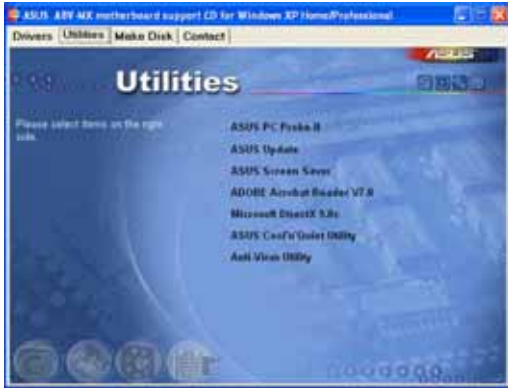 ASUS A8V-MX motherboard support CD for Windows XP Home/Professional
Drivers Utilities Make Disk Contact
Utilities
Please select items on the right
side.
ASUS PC Probe II
ASUS Update
ASUS Screen Saver
ADOBE Acrobat Reader V7.0
Microsoft DirectX 9.0c
ASUS Cool'n'Quiet Utility
Anti-Virus Utility